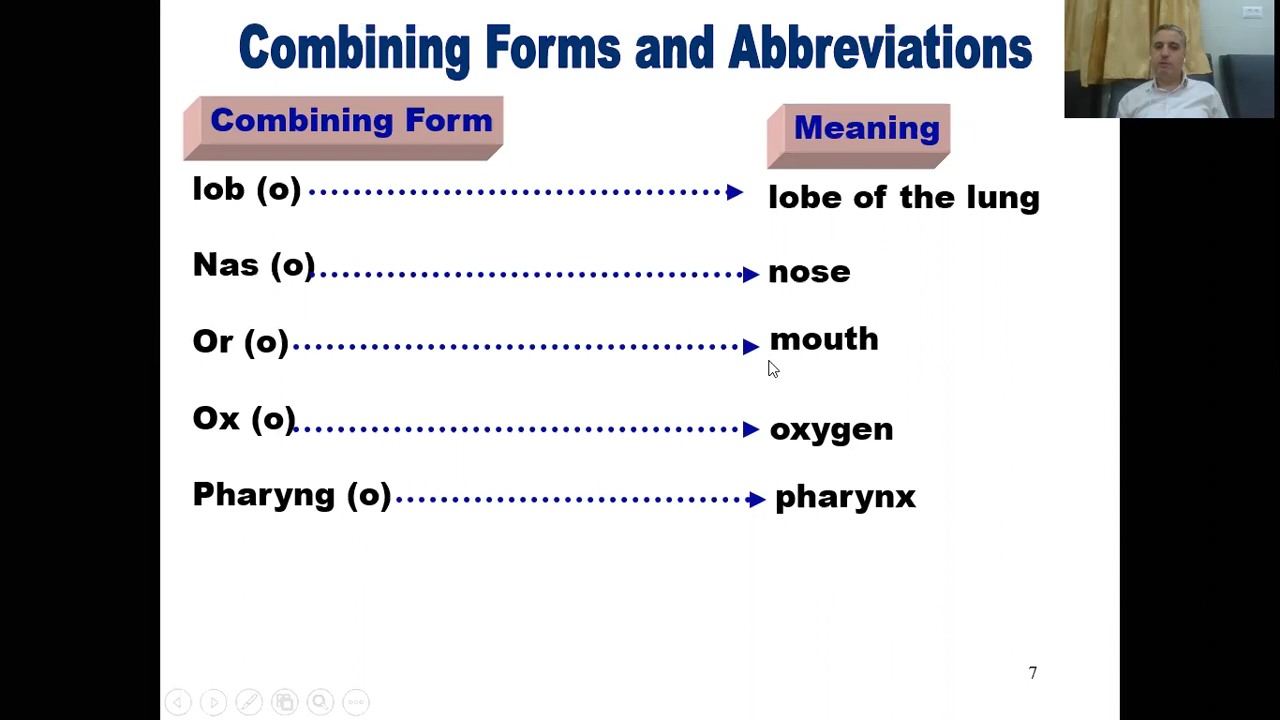 Combining Forms and Abbreviations
Combining Form
Meaning
lob (o)
lobe of the lung
Nas (o)
nose
Or (o)
mouth
Ox (o)
oxygen
Pharyng (o)
pharynx
7